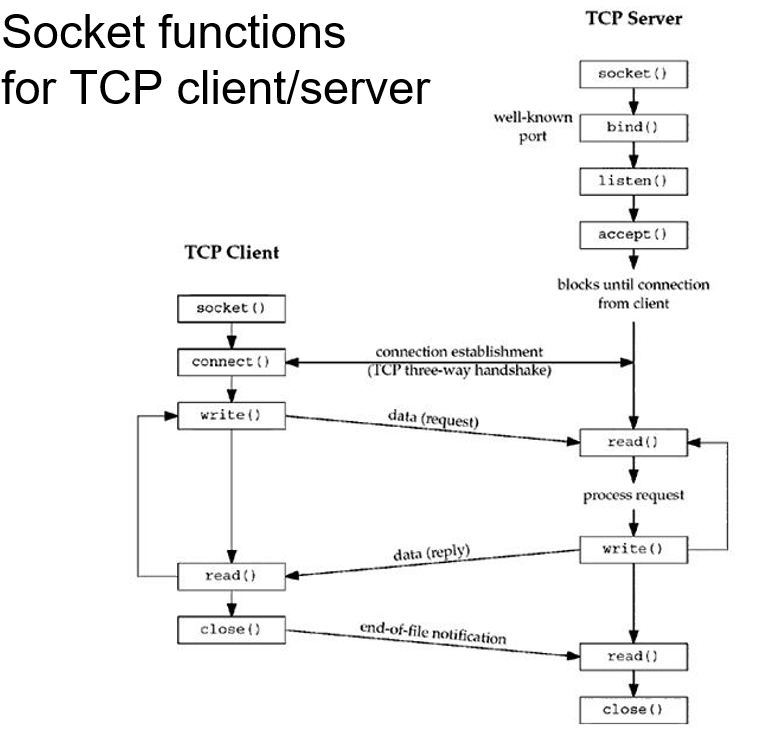 Socket functions
for TCP client/server
TCP Server
socket()
well-known
port
bind()
listen()
accept()
blocks until connection
from client
TCP Client
socket()
connect()
connection establishment
(TCP three-way handshake)
write()
data (request)
read()
process request
write()
data (reply)
read()
close()
end-of-file notification
read()
close()